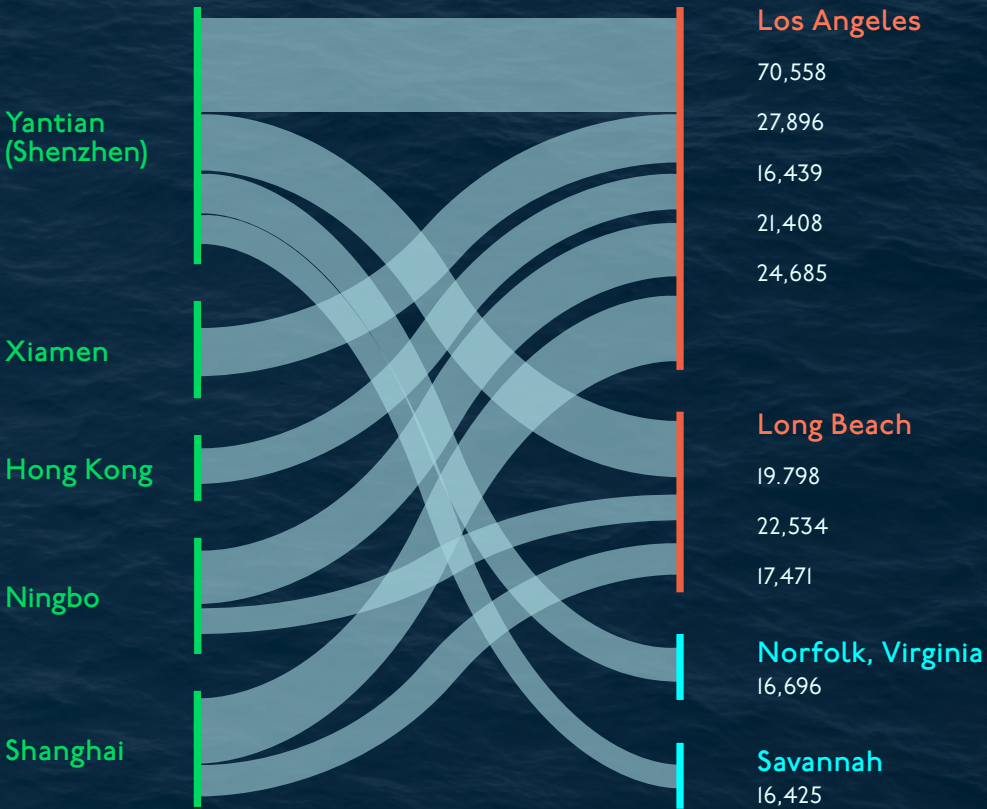 Yantian
(Shenzhen)
Xiamen
Hong Kong
Ningbo
Shanghai
Los Angeles
70,558
27,896
16,439
21,408
24,685
Long Beach
19.798
22,534
17,471
Norfolk, Virginia
16,696
Savannah
16,425